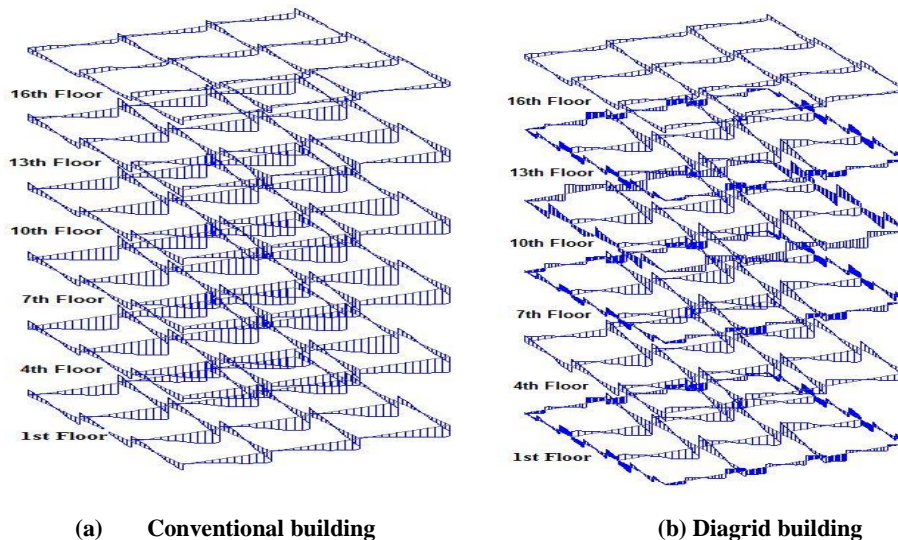 16th Floor
13th Floor
10th Floor
7th Floor
4th Floor
1st Floor
16th Floor
13th Floor
10th Floor
7th Floor
4th Floor
1st Floor
(a) Conventional building
(b) Diagrid building